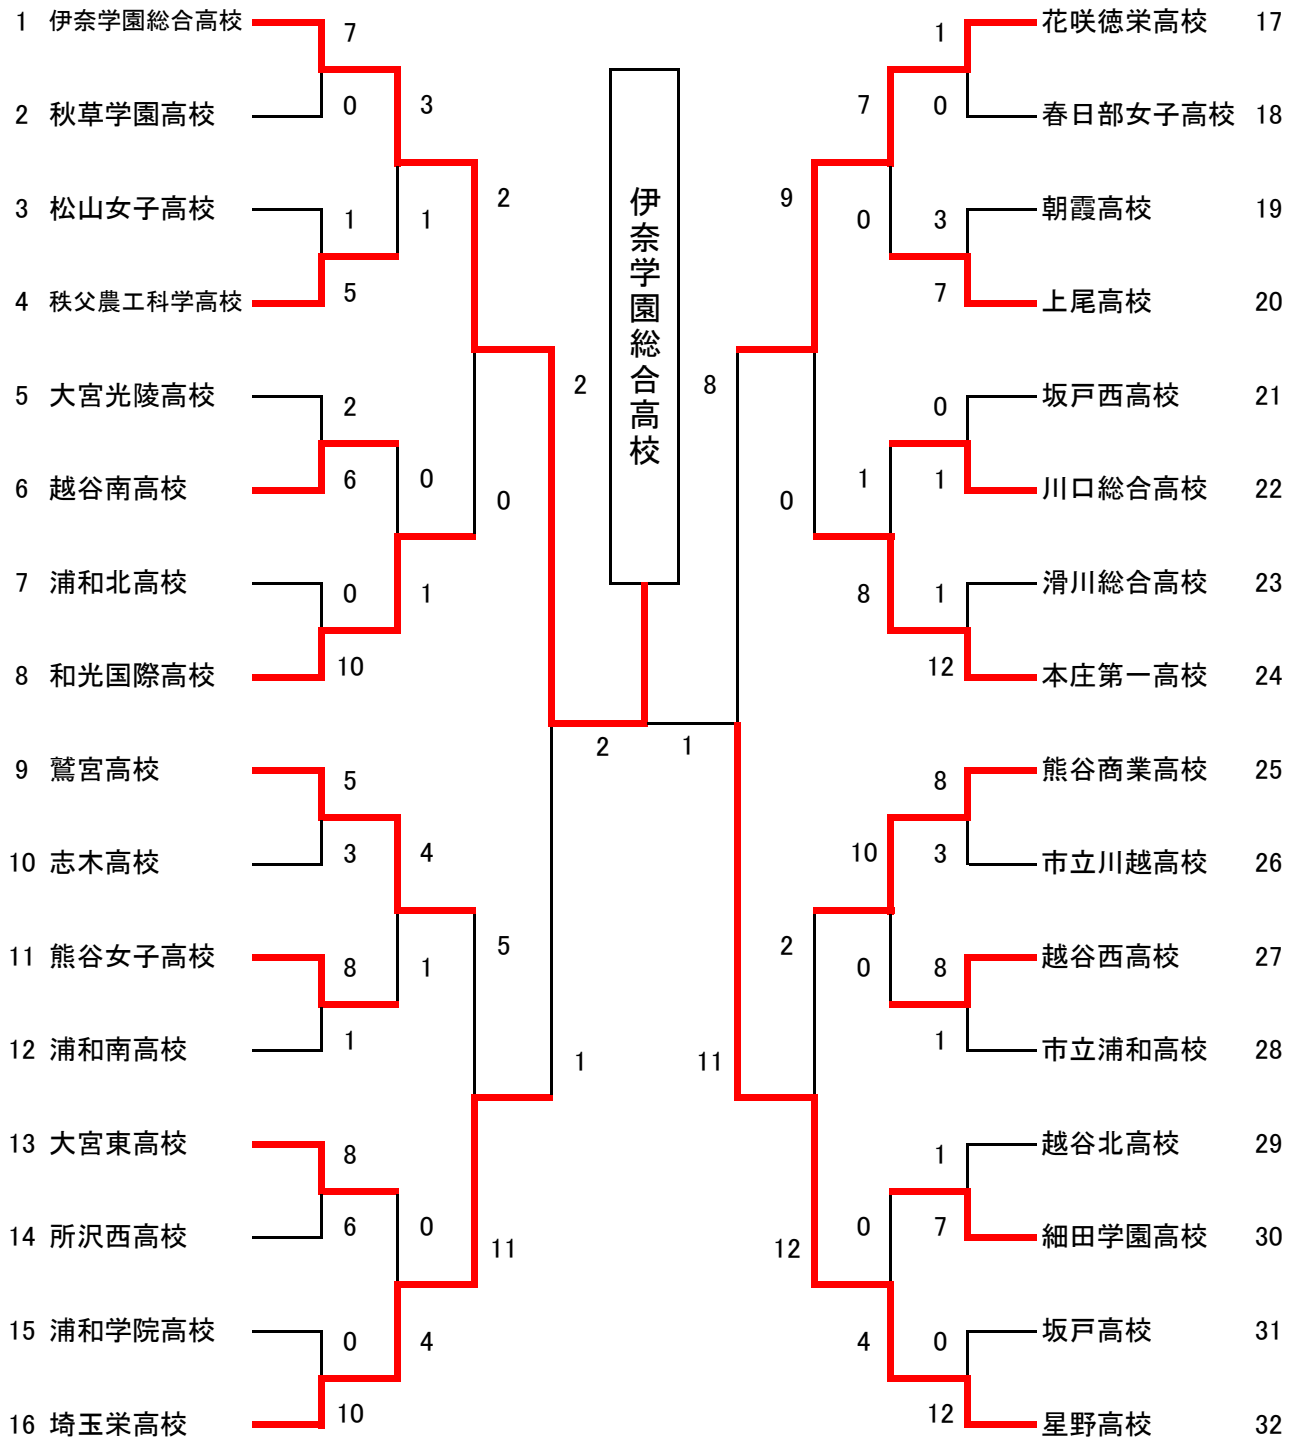 1 伊奈学園総合高校
7
0
2 秋草学園高校
3
3 松山女子高校
1
1
5
4 秩父農工科学高校
2
5 大宮光陵高校
2
6
6 越谷南高校
0
0
7 浦和北高校
0
1
10
8 和光国際高校
2
9 鷲宮高校
5
3
10 志木高校
4
11 熊谷女子高校
8
1
1
12 浦和南高校
5
13 大宮東高校
8
6
14 所沢西高校
0
11
15 浦和学院高校
0
4
10
16 埼玉栄高校
1
伊奈学園総合高校
2
1
花咲徳栄高校 17
1
0
春日部女子高校 18
7
朝霞高校 19
3
0
7
上尾高校 20
9
坂戸西高校 21
0
1
川口総合高校 22
1
0
滑川総合高校 23
1
8
12
本庄第一高校 24
8
熊谷商業高校 25
8
3
市立川越高校 26
10
越谷西高校 27
8
0
1
市立浦和高校 28
2
越谷北高校 29
1
7
細田学園高校 30
0
12
坂戸高校 31
0
4
12
星野高校 32
11